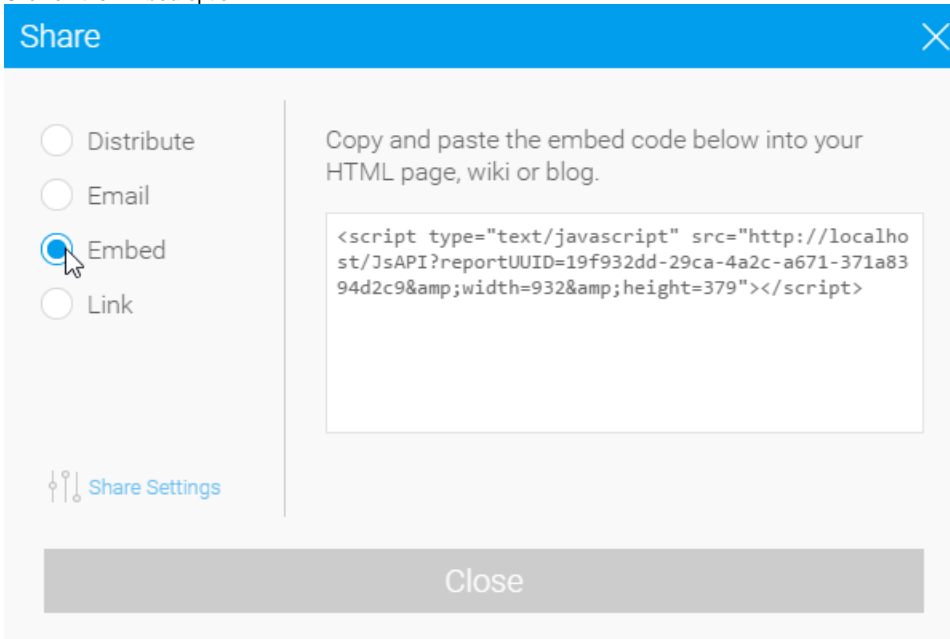 Share
Distribute
Email
Embed
Link
Share Settings
Copy and paste the embed code below into your
HTML page, wiki or blog.
<script type="text/javascript" src="http://localho
st/JsAPI?reportUUID=19f932dd-29ca-4a2c-a671-371a83
94d2c9&amp;width=932&amp;height=379"></script>
Close